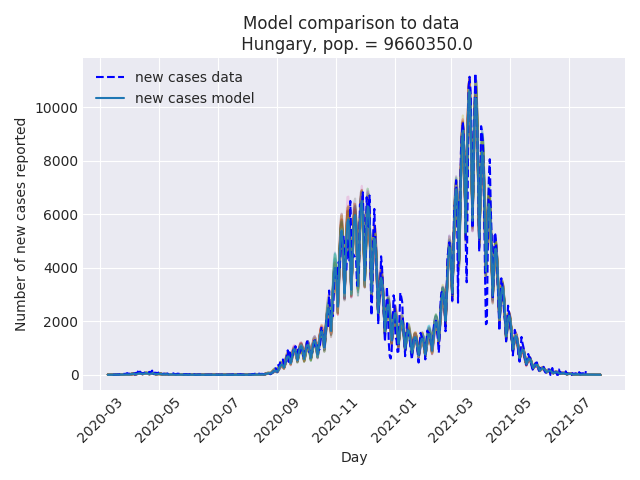 Model comparison to data
Hungary, pop. = 9660350.0
new cases data
new cases model
Number of new cases reported
10000
8000
6000
4000
2000
0
2020-03
2020-05
2020-07
2020-09
2020-11
2021-01
2021-03
2021-05
2021-07
Day